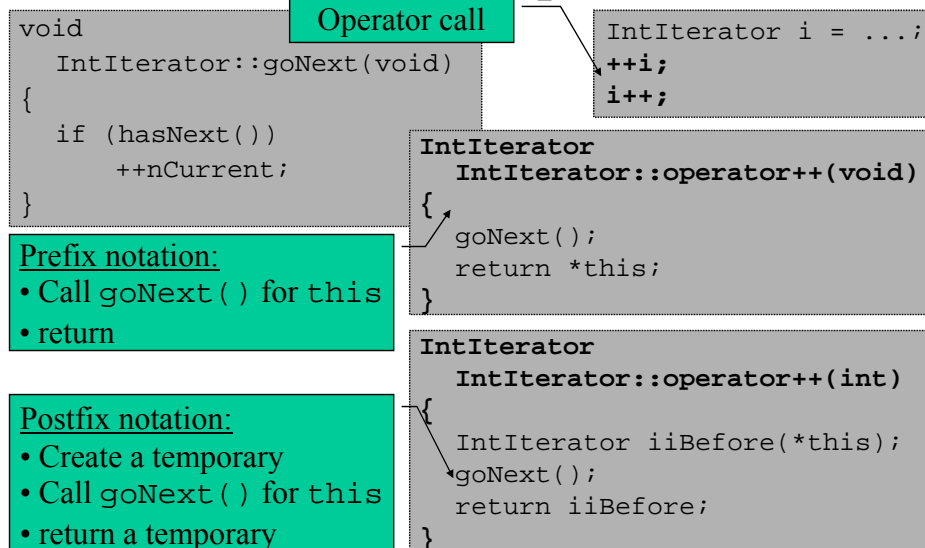 Operator call
void
IntIterator::goNext(void)
{
if (hasNext())
++nCurrent;
}
IntIterator i = ...;
++i;
i++;
Prefix notation:
• Call goNext() for this
• return
IntIterator
IntIterator::operator++(void)
{
goNext();
return *this;
}
Postfix notation:
• Create a temporary
• Call goNext() for this
• return a temporary
IntIterator
IntIterator::operator++(int)
{
IntIterator iiBefore(*this);
goNext();
return iiBefore;
}